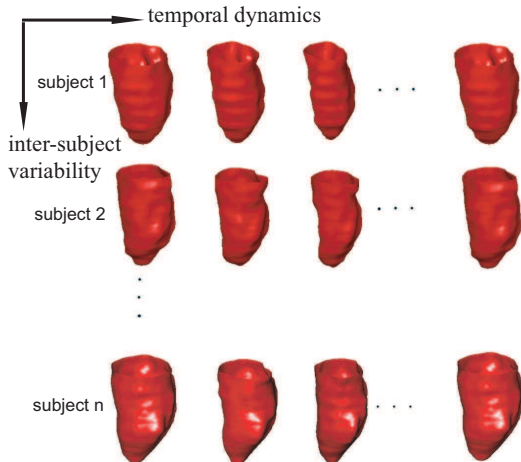 temporal dynamics
subject 1
. . .
inter-subject
variability
subject 2
. . .
.
.
.
subject n
. . .